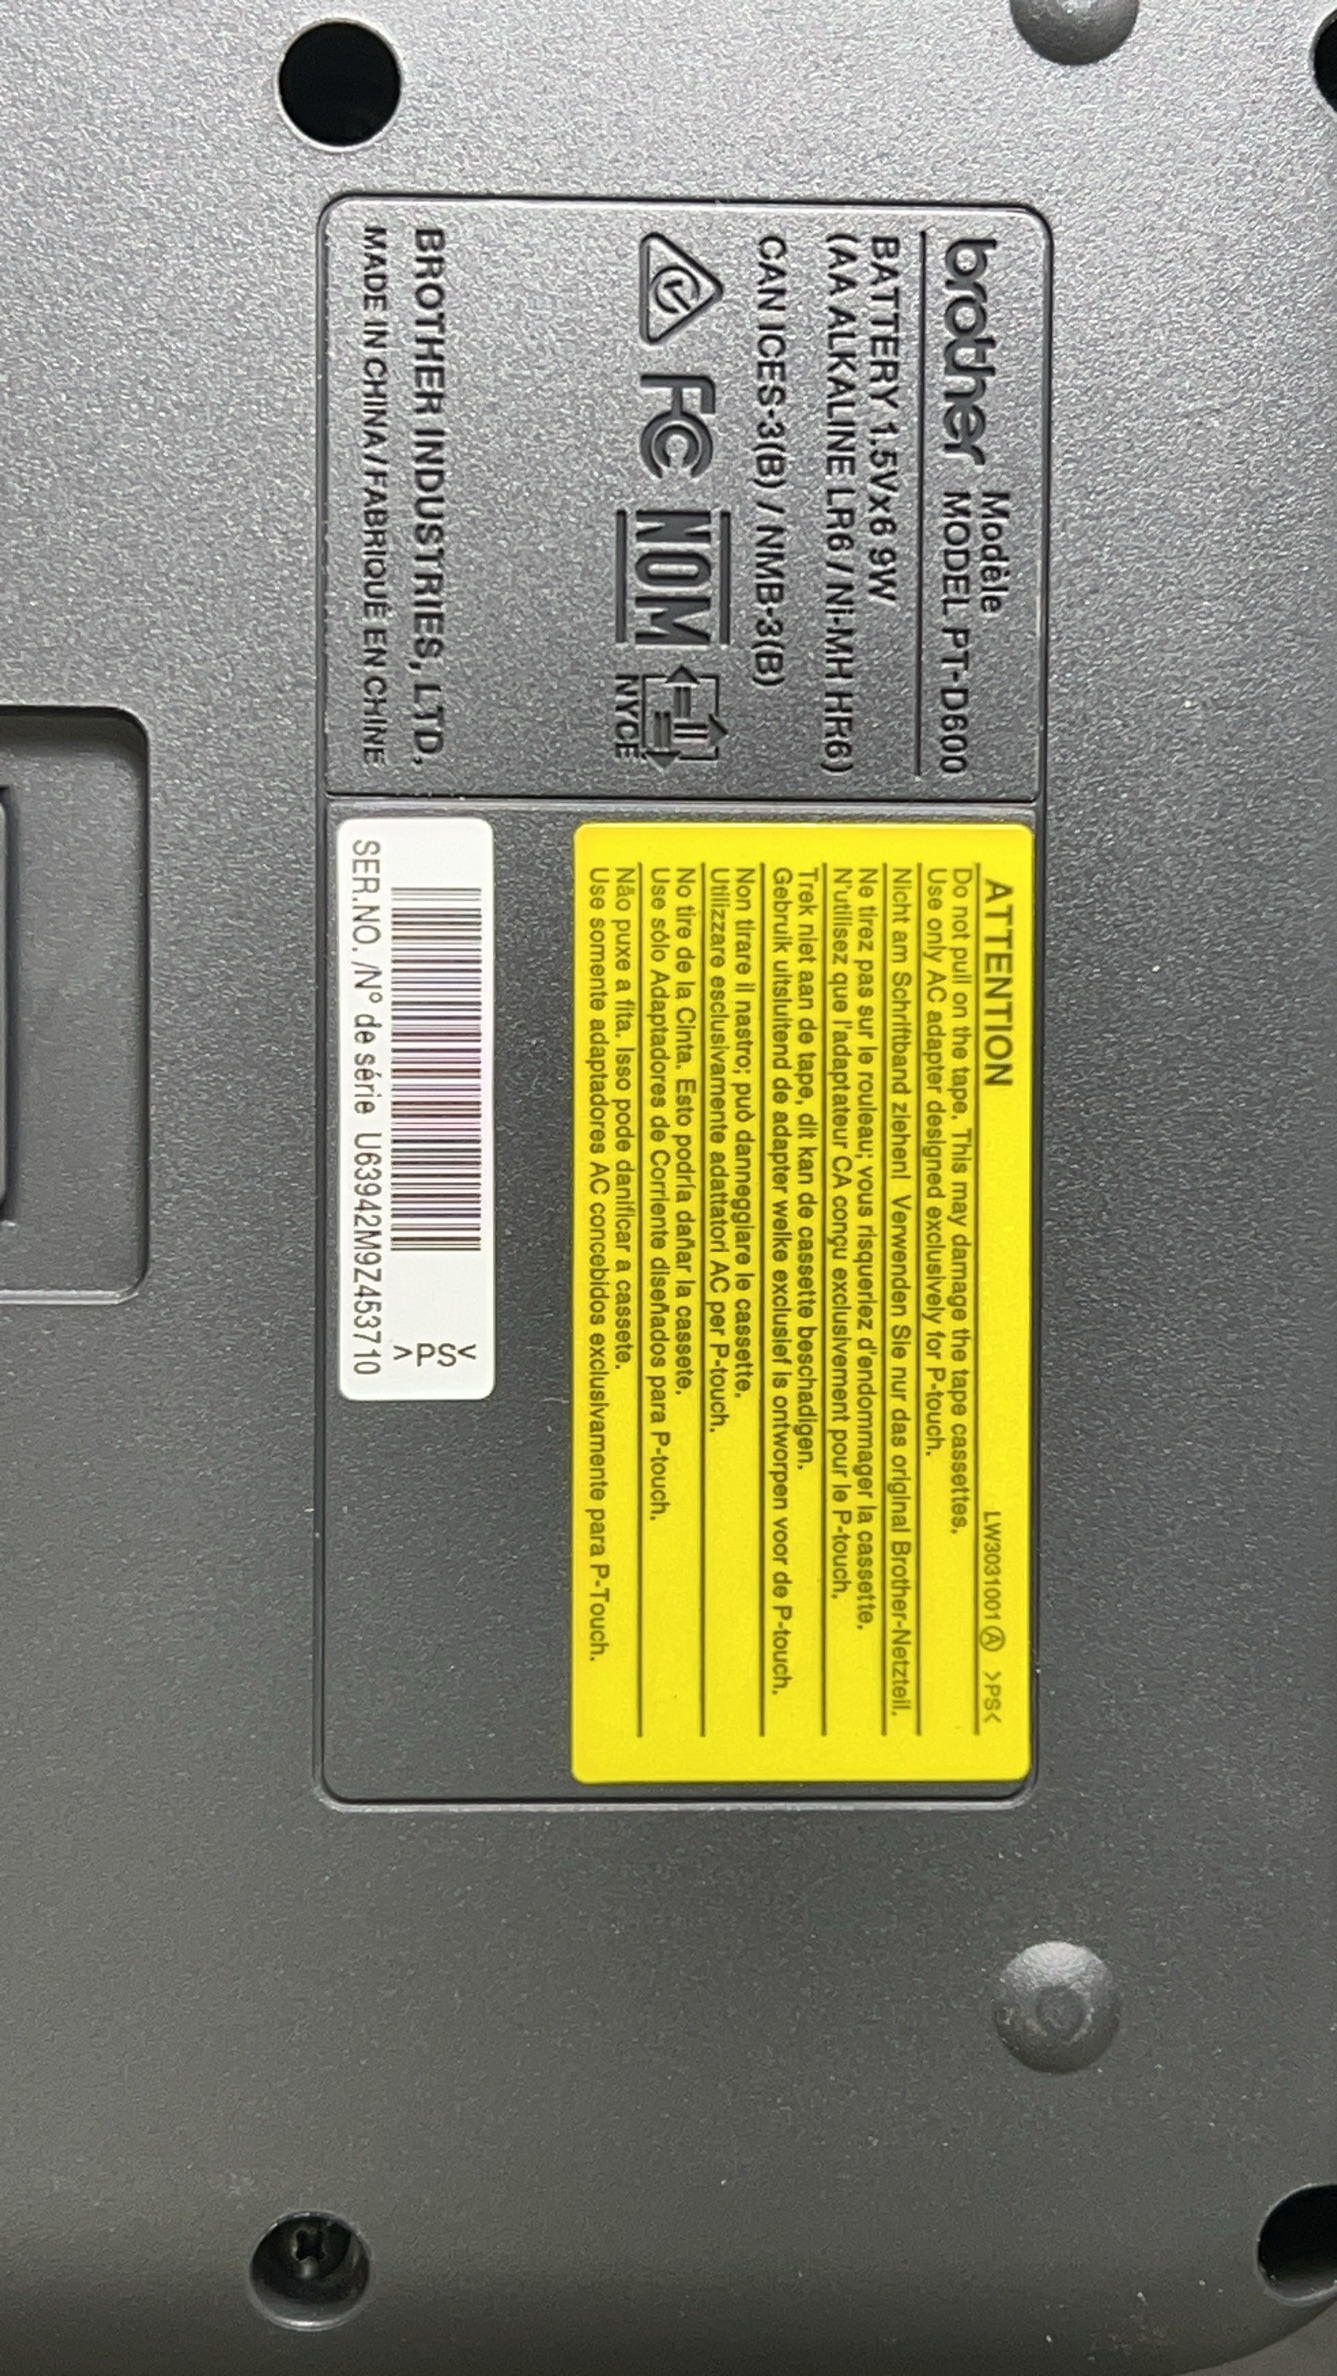 brother Modèle
MODEL PT-D600
BATTERY 1.5V×6 9W
(AA ALKALINE LR6 / Ni-MH HR6)
CAN ICES-3(B) / NMB-3(B)
FC NOM NYCE
BROTHER INDUSTRIES, LTD.
MADE IN CHINA / FABRIQUÉ EN CHINE
ATTENTION LW3031001Ⓐ >PS<
Do not pull on the tape. This may damage the tape cassettes.
Use only AC adapter designed exclusively for P-touch.
Nicht am Schriftband ziehen! Verwenden Sie nur das original Brother-Netzteil.
Ne tirez pas sur le rouleau; vous risqueriez d'endommager la cassette.
N'utilisez que l'adaptateur CA conçu exclusivement pour le P-touch.
Trek niet aan de tape, dit kan de cassette beschadigen.
Gebruik uitsluitend de adapter welke exclusief is ontworpen voor de P-touch.
Non tirare il nastro; può danneggiare le cassette.
Utilizzare esclusivamente adattatori AC per P-touch.
No tire de la Cinta. Esto podría dañar la cassete.
Use sólo Adaptadores de Corriente diseñados para P-touch.
Não puxe a fita. Isso pode danificar a cassete.
Use somente adaptadores AC concebidos exclusivamente para P-Touch.
>PS<
SER.NO. /N° de série U63942M9Z453710